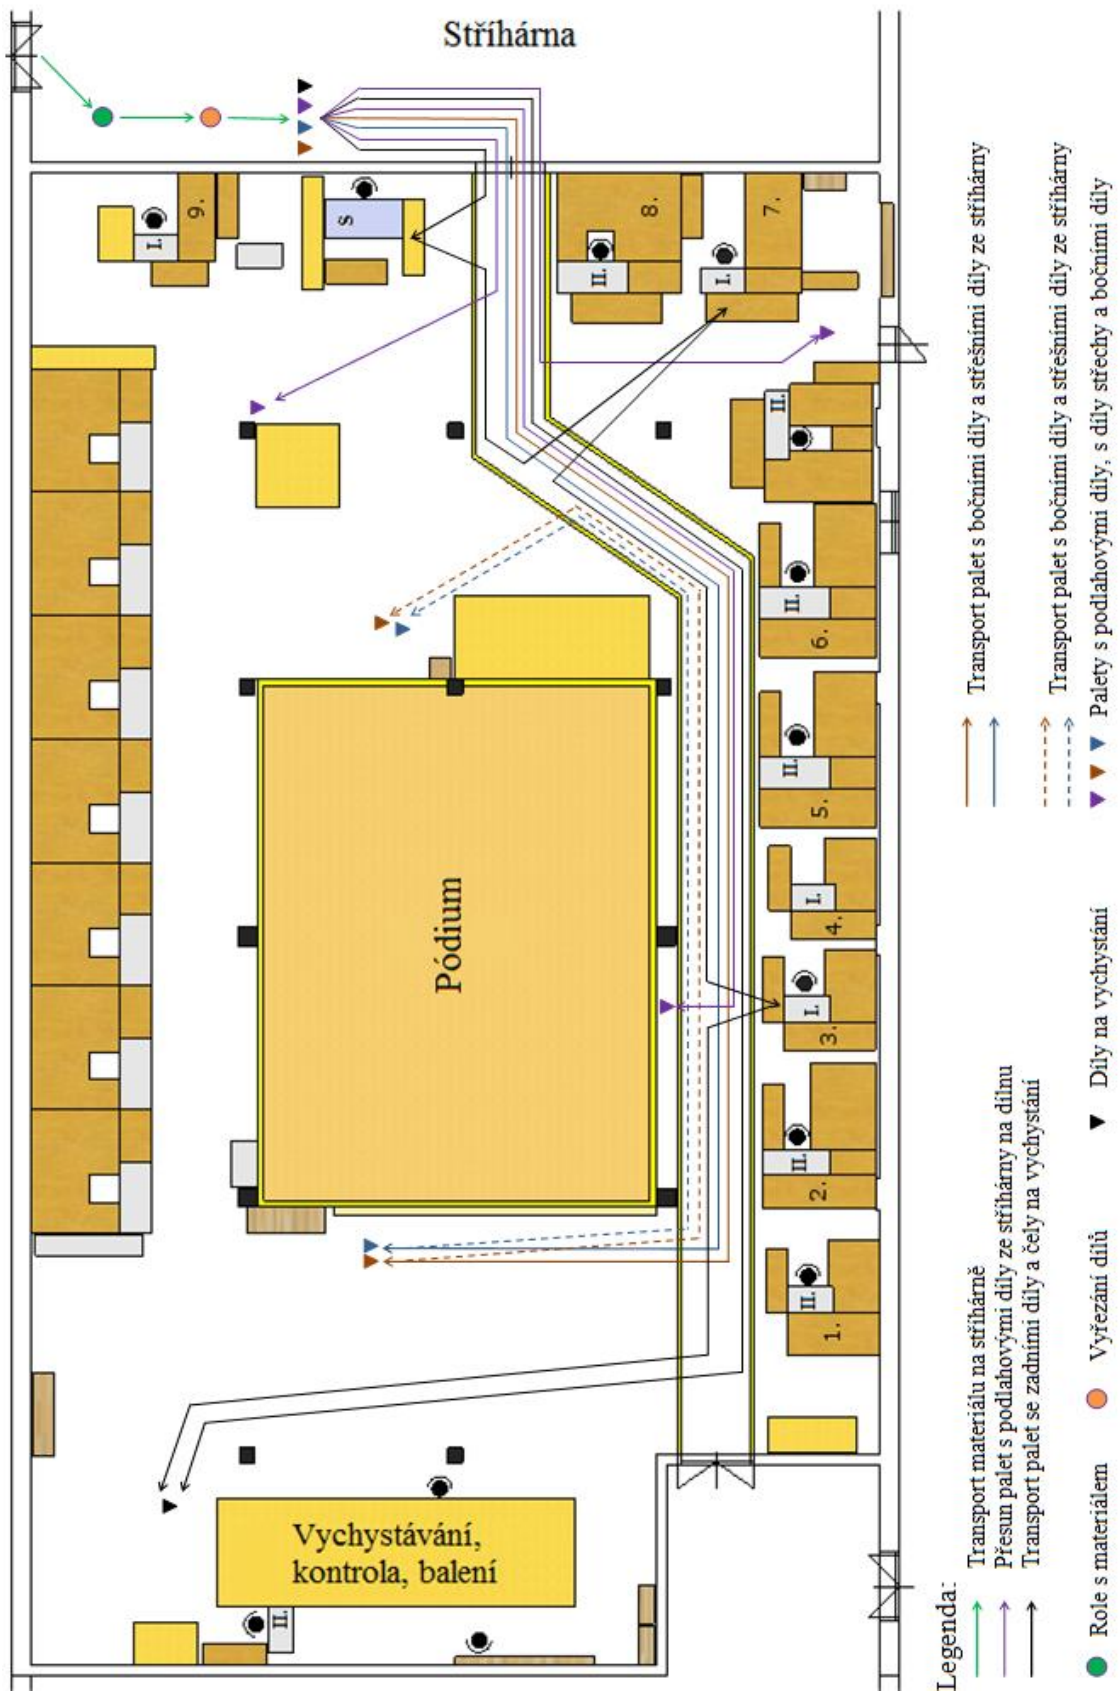 Stříhárna
9.
I.
S
8.
II.
7.
I.
II.
6.
II.
5.
II.
4.
I.
3.
I.
2.
II.
1.
II.
Pódium
Vychystávání,
kontrola, balení
II.
Legenda:
Transport materiálu na stříhárně
Přesun palet s podlahovými díly ze stříhárny na dílnu
Transport palet se zadními díly a čely na vychystání
Role s materiálem
Vyřezání dílů
Díly na vychystání
Transport palet s bočními díly a střešními díly ze střihárny
Transport palet s bočními díly a střešními díly ze střihárny
Palety s podlahovými díly, s díly střechy a bočními díly